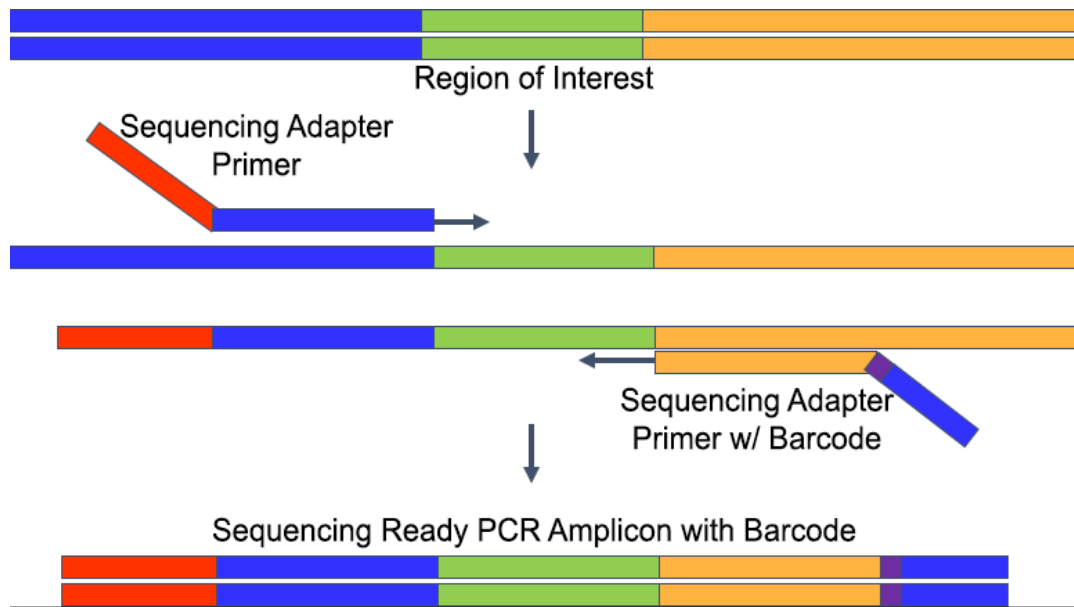 Region of Interest
Sequencing Adapter
Primer
Sequencing Adapter
Primer w/ Barcode
Sequencing Ready PCR Amplicon with Barcode